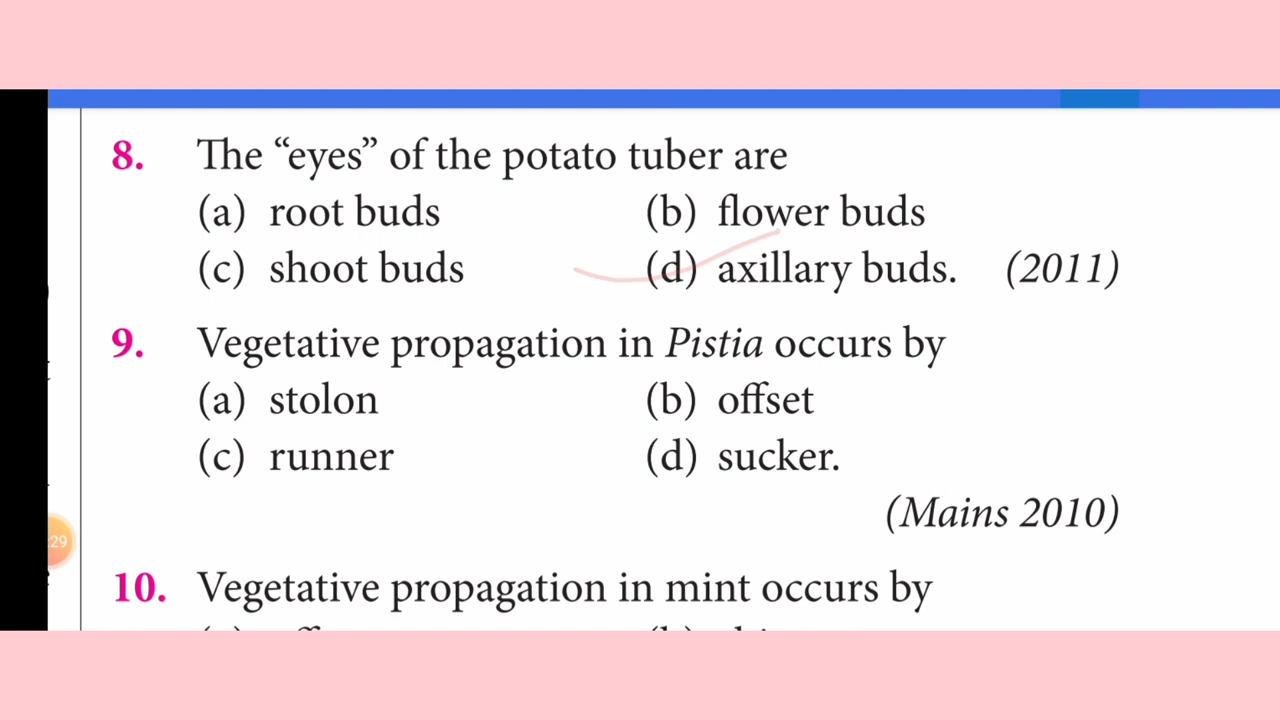 8. The “eyes” of the potato tuber are
(a) root buds (b) flower buds
(c) shoot buds (d) axillary buds. (2011)
9. Vegetative propagation in Pistia occurs by
(a) stolon (b) offset
(c) runner (d) sucker.
(Mains 2010)
:29
10. Vegetative propagation in mint occurs by